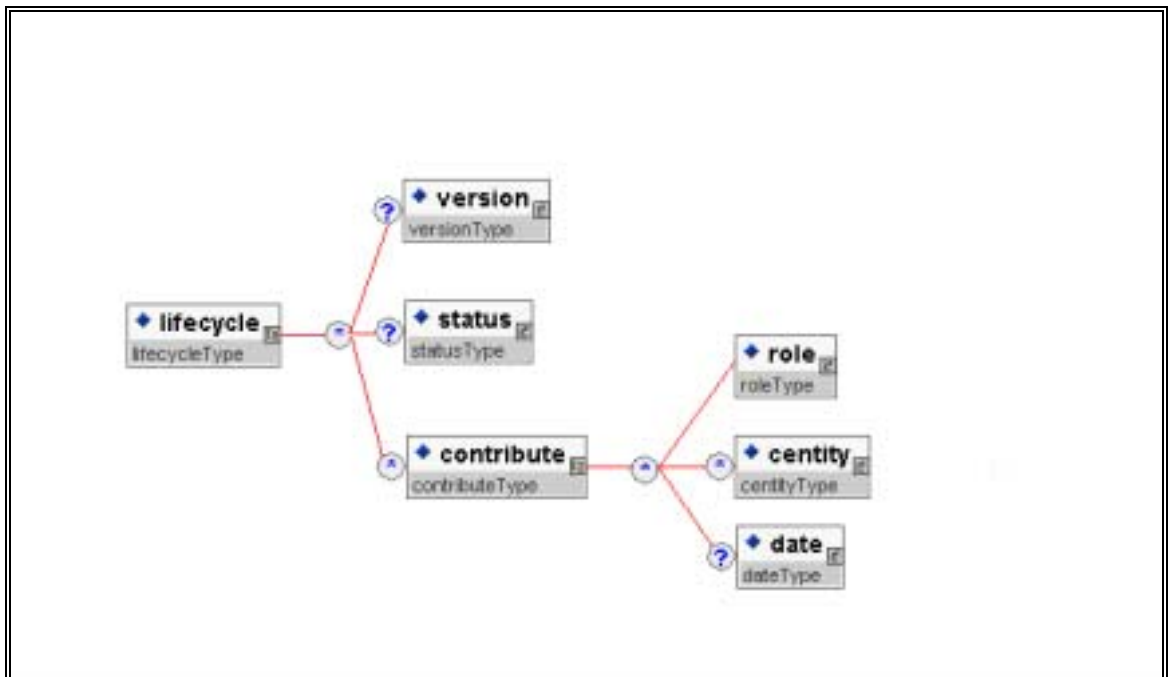 version
versionType
lifecycle
lifecycleType
?
?
status
statusType
contribute
contributeType
role
roleType
centity
centityType
?
date
dateType